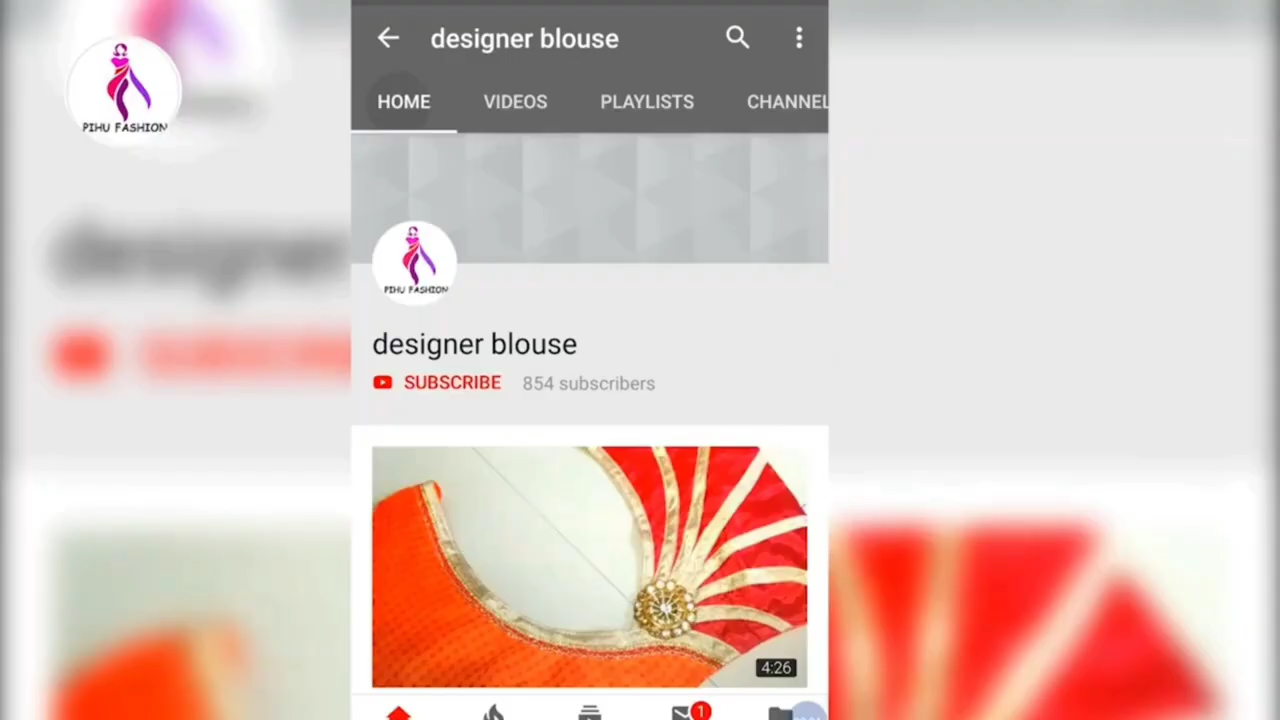 PIHU FASHION
designer blouse
HOME VIDEOS PLAYLISTS CHANNEL
PIHU FASHION
designer blouse
SUBSCRIBE 854 subscribers
4:26
1